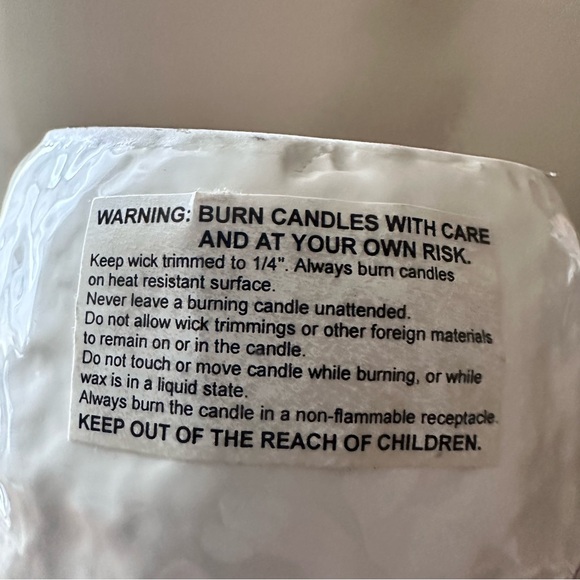 WARNING: BURN CANDLES WITH CARE
AND AT YOUR OWN RISK.
Keep wick trimmed to 1/4". Always burn candles
on heat resistant surface.
Never leave a burning candle unattended.
Do not allow wick trimmings or other foreign materials
to remain on or in the candle.
Do not touch or move candle while burning, or while
wax is in a liquid state.
Always burn the candle in a non-flammable receptacle.
KEEP OUT OF THE REACH OF CHILDREN.